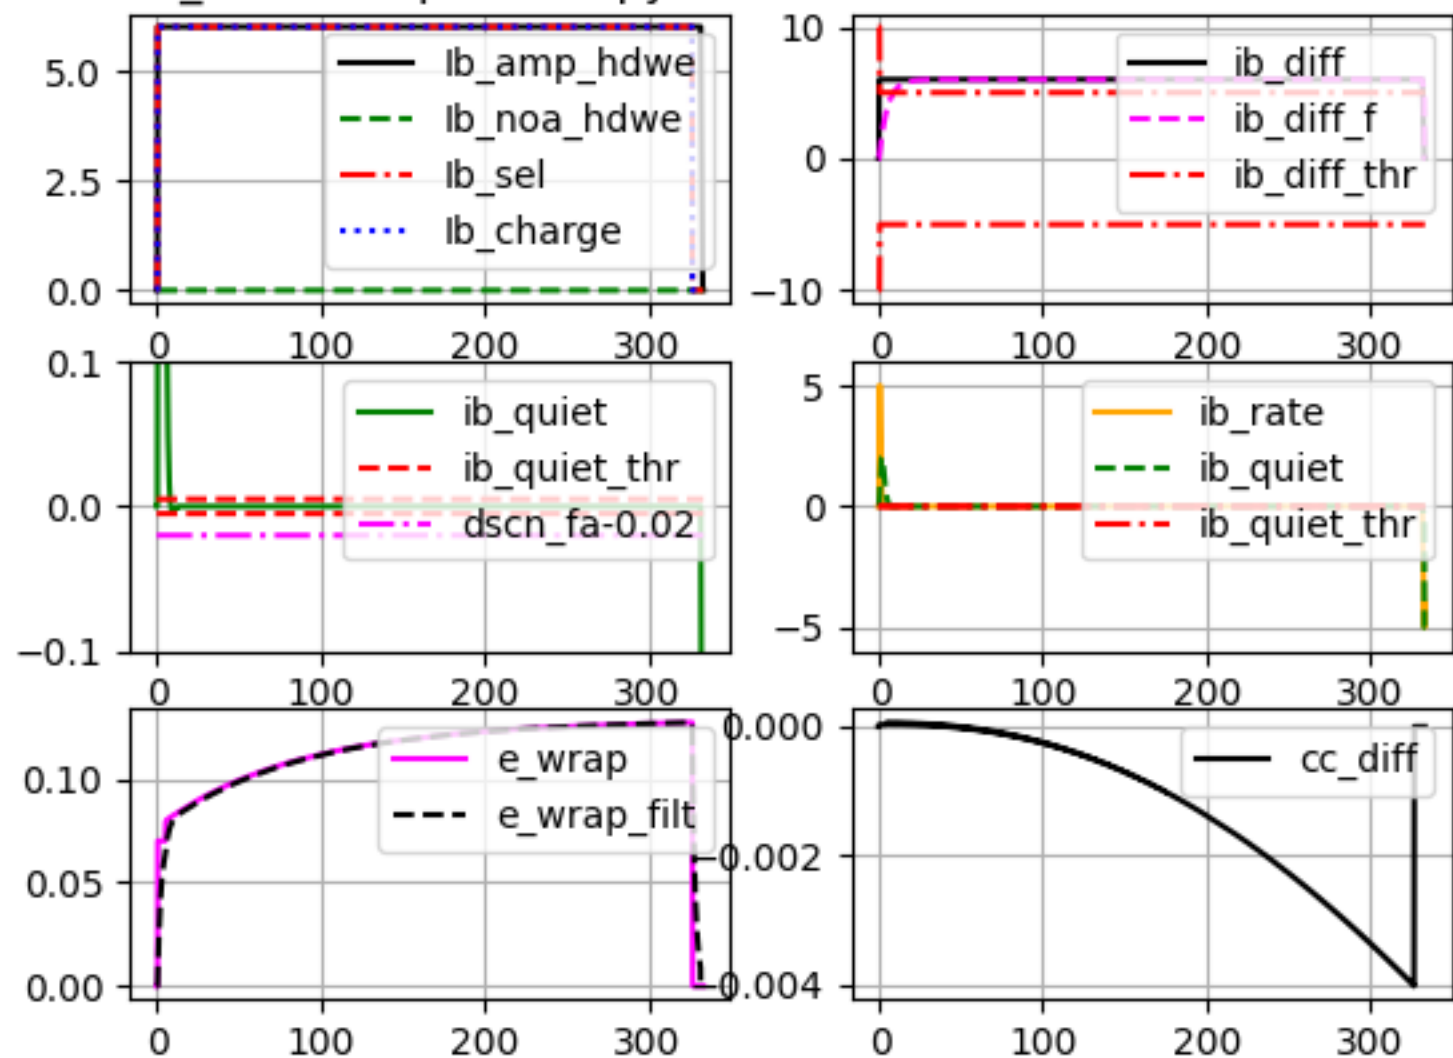 5.0
2.5
0.0
Ib_amp_hdwe
Ib_noa_hdwe
Ib_sel
Ib_charge
0 100 200 300
10
0
−10
ib_diff
ib_diff_f
ib_diff_thr
0 100 200 300
0.1
0.0
−0.1
ib_quiet
ib_quiet_thr
dscn_fa-0.02
0 100 200 300
5
0
−5
ib_rate
ib_quiet
ib_quiet_thr
0 100 200 300
0.10
0.05
0.00
e_wrap
e_wrap_filt
0 100 200 300
0.000
−0.002
−0.004
cc_diff
0 100 200 300